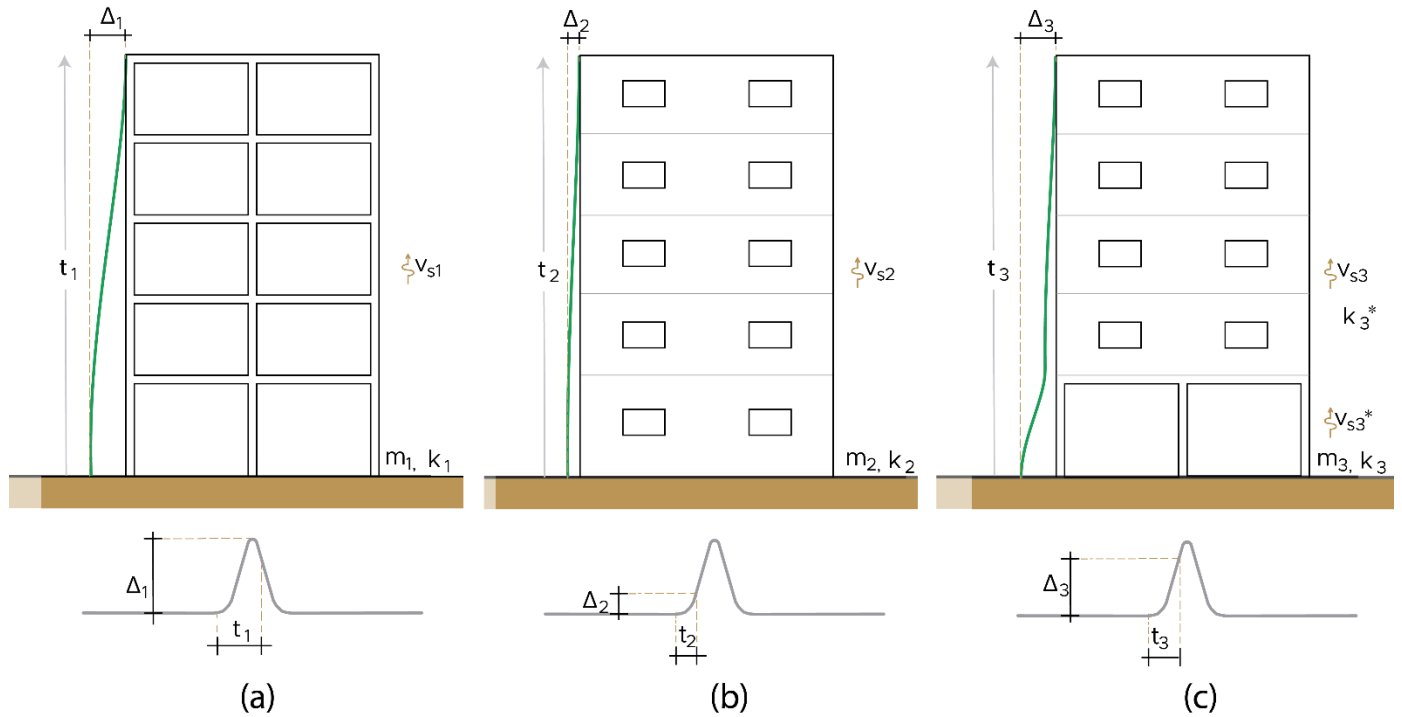 Δ₁
t₁
vₛ₁
m₁, k₁
Δ₁
t₁
(a)
Δ₂
t₂
vₛ₂
m₂, k₂
Δ₂
t₂
(b)
Δ₃
t₃
vₛ₃
k₃*
vₛ₃*
m₃, k₃
Δ₃
t₃
(c)